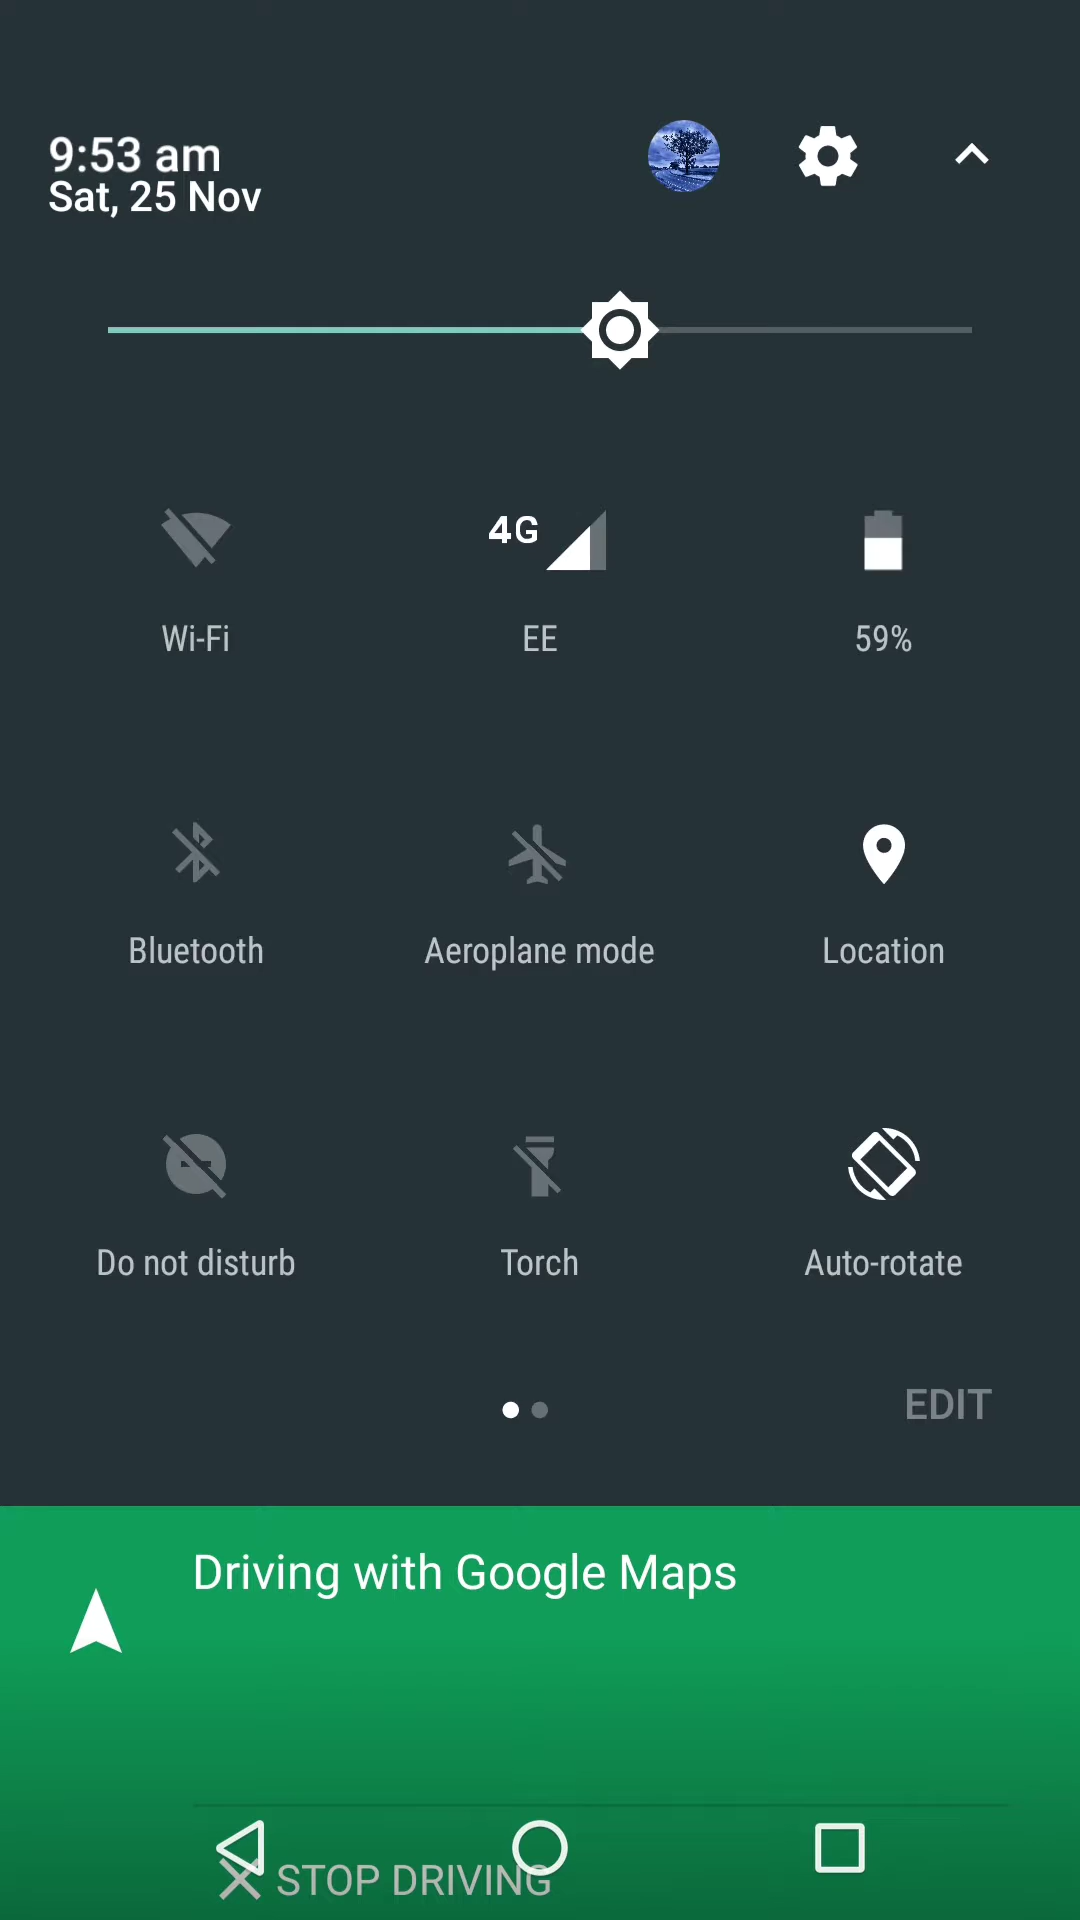 9:53 am
Sat, 25 Nov
4G
Wi-Fi
EE
59%
Bluetooth
Aeroplane mode
Location
Do not disturb
Torch
Auto-rotate
EDIT
Driving with Google Maps
STOP DRIVING